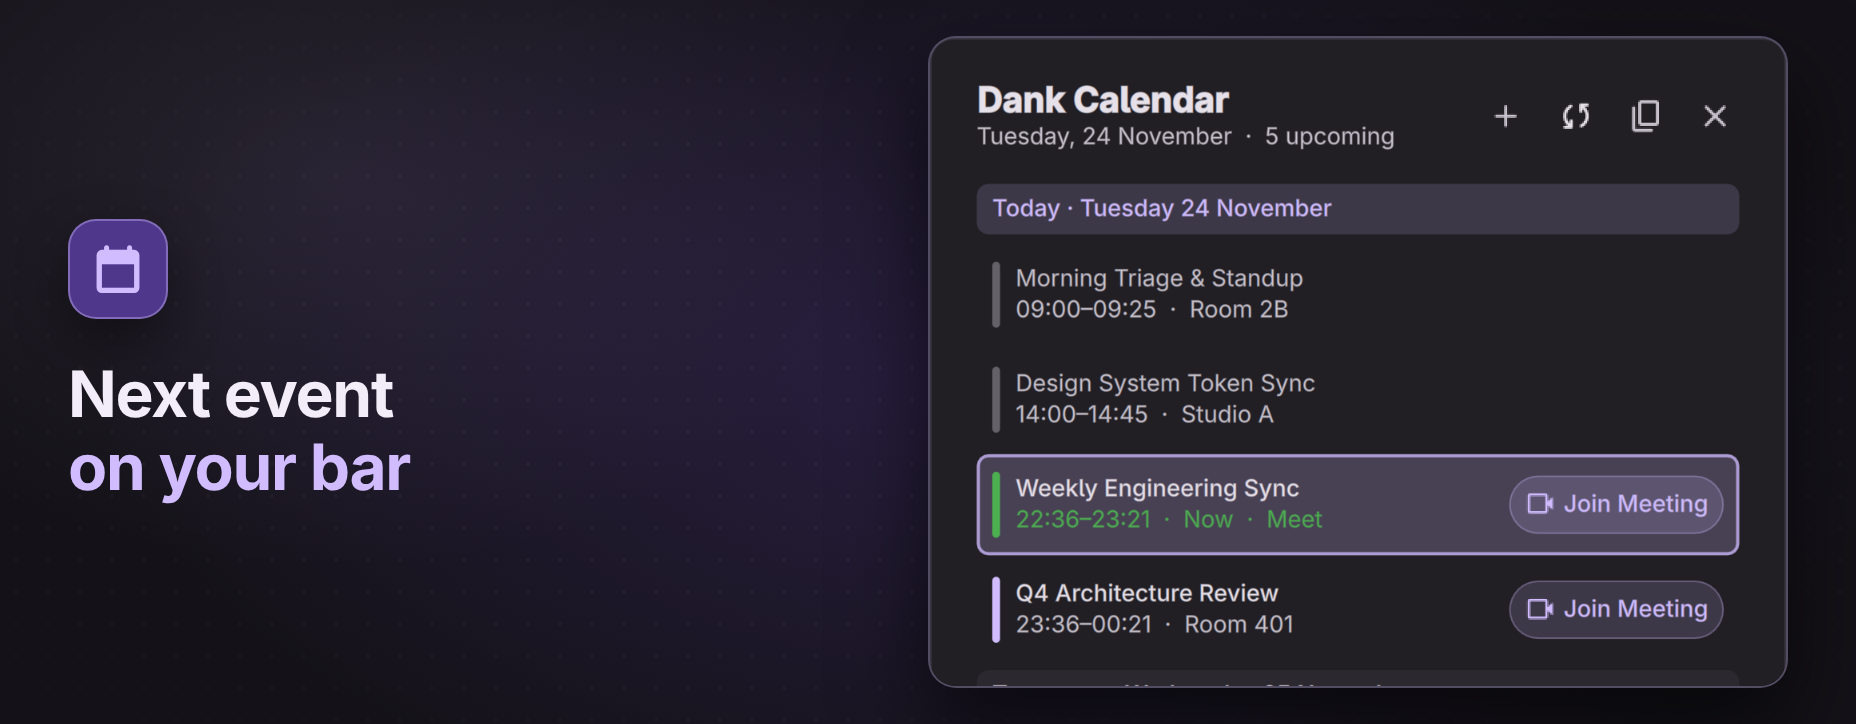 Next event
on your bar
Dank Calendar
Tuesday, 24 November · 5 upcoming
Today · Tuesday 24 November
Morning Triage & Standup
09:00–09:25 · Room 2B
Design System Token Sync
14:00–14:45 · Studio A
Weekly Engineering Sync
22:36–23:21 · Now · Meet
Join Meeting
Q4 Architecture Review
23:36–00:21 · Room 401
Join Meeting